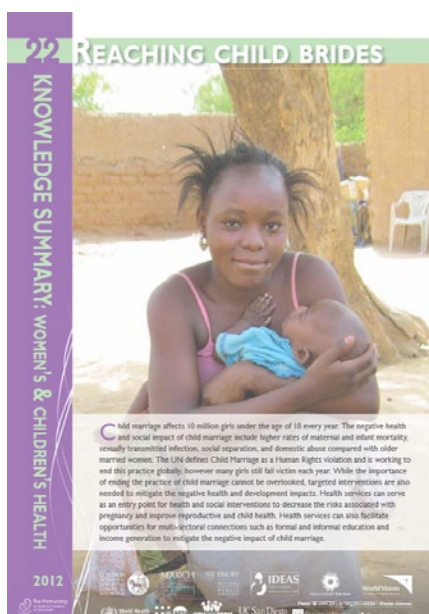 22 REACHING CHILD BRIDES
KNOWLEDGE SUMMARY: WOMEN'S & CHILDREN'S HEALTH
Child marriage affects 10 million girls under the age of 18 every year. The negative health
and social impact of child marriage include higher rates of maternal and infant mortality,
sexually transmitted infection, social separation, and domestic abuse compared with older
married women. The UN defines Child Marriage as a Human Rights violation and is working to
end this practice globally, however many girls still fall victim each year. While the importance
of ending the practice of child marriage cannot be overlooked, targeted interventions are also
needed to mitigate the negative health and development impacts. Health services can serve
as an entry point for health and social interventions to decrease the risks associated with
pregnancy and improve reproductive and child health. Health services can also facilitate
opportunities for multi-sectoral connections such as formal and informal education and
income generation to mitigate the negative impact of child marriage.
2012
MARCH
IDEAS
World Vision
The Partnership
World Health
UC San Diego